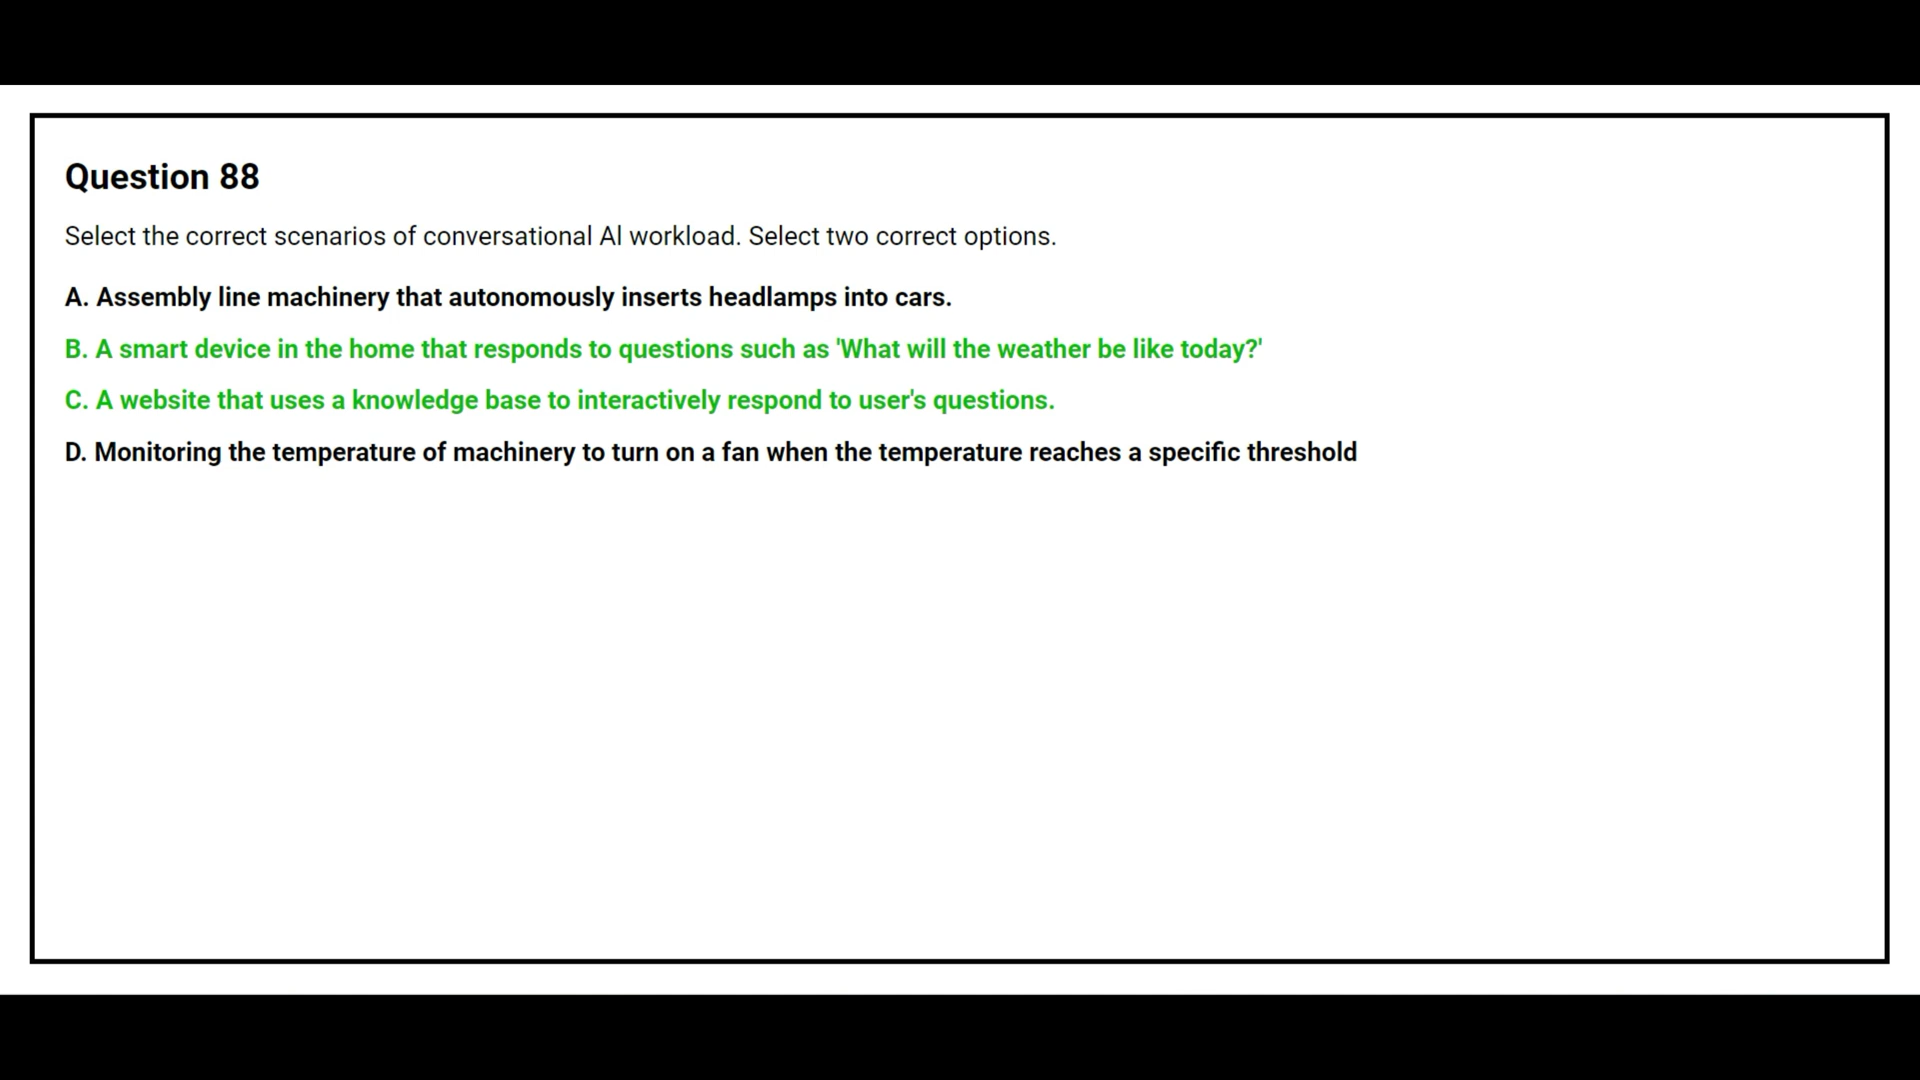 Question 88
Select the correct scenarios of conversational Al workload. Select two correct options.
A. Assembly line machinery that autonomously inserts headlamps into cars.
B. A smart device in the home that responds to questions such as 'What will the weather be like today?'
C. A website that uses a knowledge base to interactively respond to user's questions.
D. Monitoring the temperature of machinery to turn on a fan when the temperature reaches a specific threshold